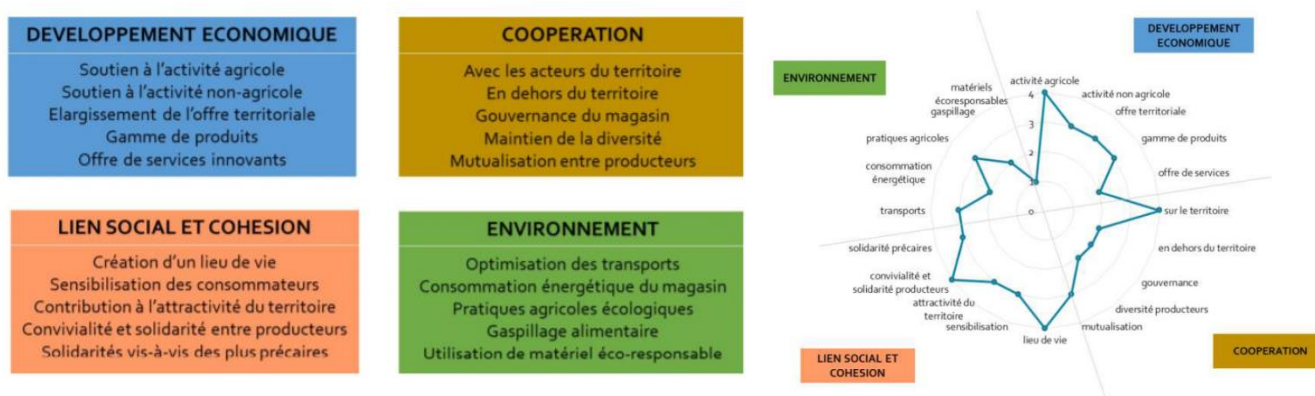 DEVELOPPEMENT ECONOMIQUE
Soutien à l'activité agricole
Soutien à l'activité non-agricole
Elargissement de l'offre territoriale
Gamme de produits
Offre de services innovants
COOPERATION
Avec les acteurs du territoire
En dehors du territoire
Gouvernance du magasin
Maintien de la diversité
Mutualisation entre producteurs
LIEN SOCIAL ET COHESION
Création d'un lieu de vie
Sensibilisation des consommateurs
Contribution à l'attractivité du territoire
Convivialité et solidarité entre producteurs
Solidarités vis-à-vis des plus précaires
ENVIRONNEMENT
Optimisation des transports
Consommation énergétique du magasin
Pratiques agricoles écologiques
Gaspillage alimentaire
Utilisation de matériel éco-responsable
DEVELOPPEMENT
ECONOMIQUE
ENVIRONNEMENT
activité agricole
activité non agricole
offre territoriale
gamme de produits
offre de services
sur le territoire
en dehors du territoire
gouvernance
diversité producteurs
mutualisation
lieu de vie
sensibilisation
attractivité du
territoire
convivialité et
solidarité producteurs
solidarité précaires
transports
consommation
énergétique
pratiques agricoles
gaspillage
matériels
écoresponsables
4
3
2
1
0
LIEN SOCIAL ET
COHESION
COOPERATION